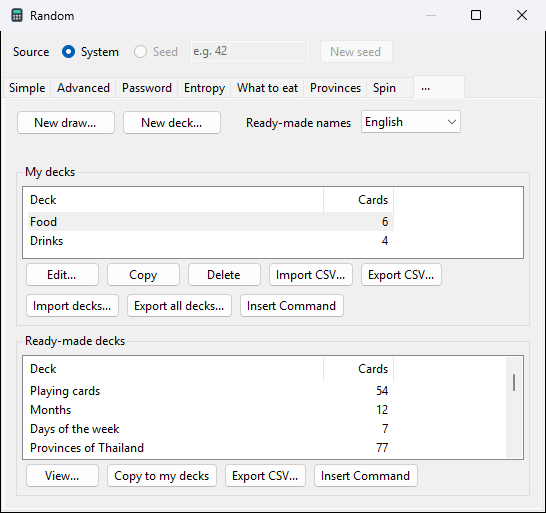 Random
Source System Seed e.g. 42 New seed
Simple Advanced Password Entropy What to eat Provinces Spin ...
New draw... New deck... Ready-made names English
My decks
Deck Cards
Food 6
Drinks 4
Edit... Copy Delete Import CSV... Export CSV...
Import decks... Export all decks... Insert Command
Ready-made decks
Deck Cards
Playing cards 54
Months 12
Days of the week 7
Provinces of Thailand 77
View... Copy to my decks Export CSV... Insert Command